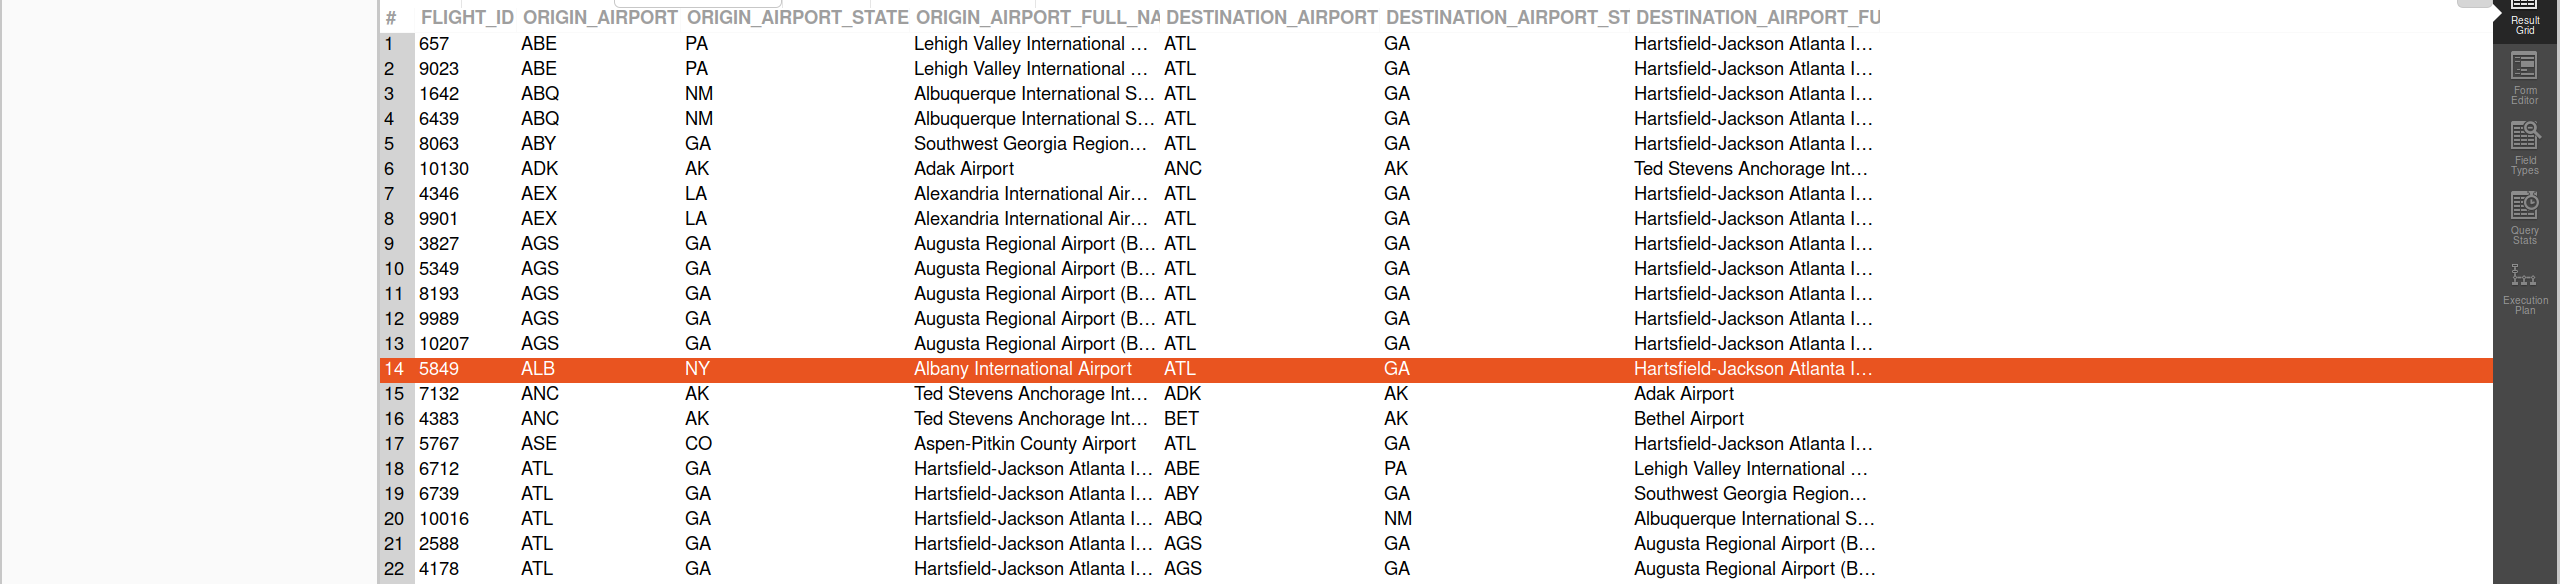 # FLIGHT_ID ORIGIN_AIRPORT ORIGIN_AIRPORT_STATE ORIGIN_AIRPORT_FULL_NA DESTINATION_AIRPORT DESTINATION_AIRPORT_ST DESTINATION_AIRPORT_FU
1 657 ABE PA Lehigh Valley International ... ATL GA Hartsfield-Jackson Atlanta I...
2 9023 ABE PA Lehigh Valley International ... ATL GA Hartsfield-Jackson Atlanta I...
3 1642 ABQ NM Albuquerque International S... ATL GA Hartsfield-Jackson Atlanta I...
4 6439 ABQ NM Albuquerque International S... ATL GA Hartsfield-Jackson Atlanta I...
5 8063 ABY GA Southwest Georgia Region... ATL GA Hartsfield-Jackson Atlanta I...
6 10130 ADK AK Adak Airport ANC AK Ted Stevens Anchorage Int...
7 4346 AEX LA Alexandria International Air... ATL GA Hartsfield-Jackson Atlanta I...
8 9901 AEX LA Alexandria International Air... ATL GA Hartsfield-Jackson Atlanta I...
9 3827 AGS GA Augusta Regional Airport (B... ATL GA Hartsfield-Jackson Atlanta I...
10 5349 AGS GA Augusta Regional Airport (B... ATL GA Hartsfield-Jackson Atlanta I...
11 8193 AGS GA Augusta Regional Airport (B... ATL GA Hartsfield-Jackson Atlanta I...
12 9989 AGS GA Augusta Regional Airport (B... ATL GA Hartsfield-Jackson Atlanta I...
13 10207 AGS GA Augusta Regional Airport (B... ATL GA Hartsfield-Jackson Atlanta I...
14 5849 ALB NY Albany International Airport ATL GA Hartsfield-Jackson Atlanta I...
15 7132 ANC AK Ted Stevens Anchorage Int... ADK AK Adak Airport
16 4383 ANC AK Ted Stevens Anchorage Int... BET AK Bethel Airport
17 5767 ASE CO Aspen-Pitkin County Airport ATL GA Hartsfield-Jackson Atlanta I...
18 6712 ATL GA Hartsfield-Jackson Atlanta I... ABE PA Lehigh Valley International ...
19 6739 ATL GA Hartsfield-Jackson Atlanta I... ABY GA Southwest Georgia Region...
20 10016 ATL GA Hartsfield-Jackson Atlanta I... ABQ NM Albuquerque International S...
21 2588 ATL GA Hartsfield-Jackson Atlanta I... AGS GA Augusta Regional Airport (B...
22 4178 ATL GA Hartsfield-Jackson Atlanta I... AGS GA Augusta Regional Airport (B...
Result
Grid
Form
Editor
Field
Types
Query
Stats
Execution
Plan